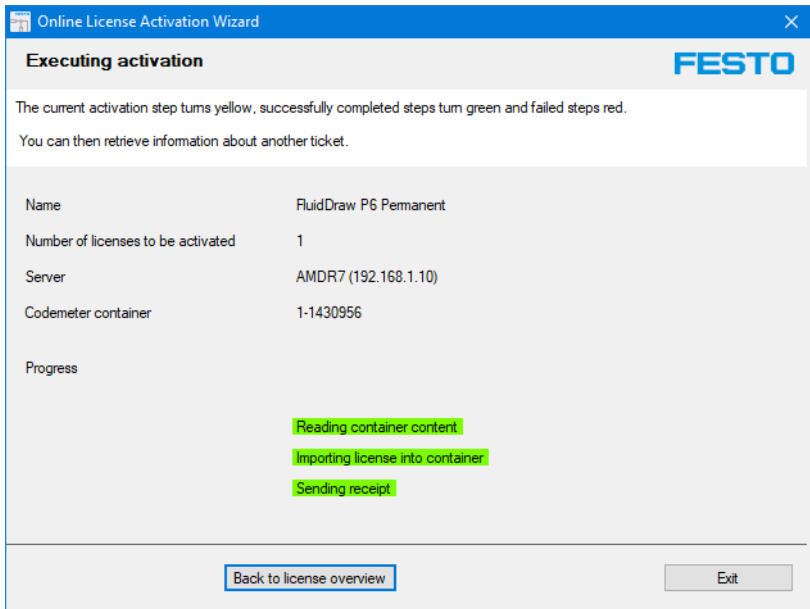 Online License Activation Wizard
Executing activation
FESTO
The current activation step turns yellow, successfully completed steps turn green and failed steps red.
You can then retrieve information about another ticket.
Name FluidDraw P6 Permanent
Number of licenses to be activated 1
Server AMDR7 (192.168.1.10)
Codemeter container 1-1430956
Progress
Reading container content
Importing license into container
Sending receipt
Back to license overview Exit